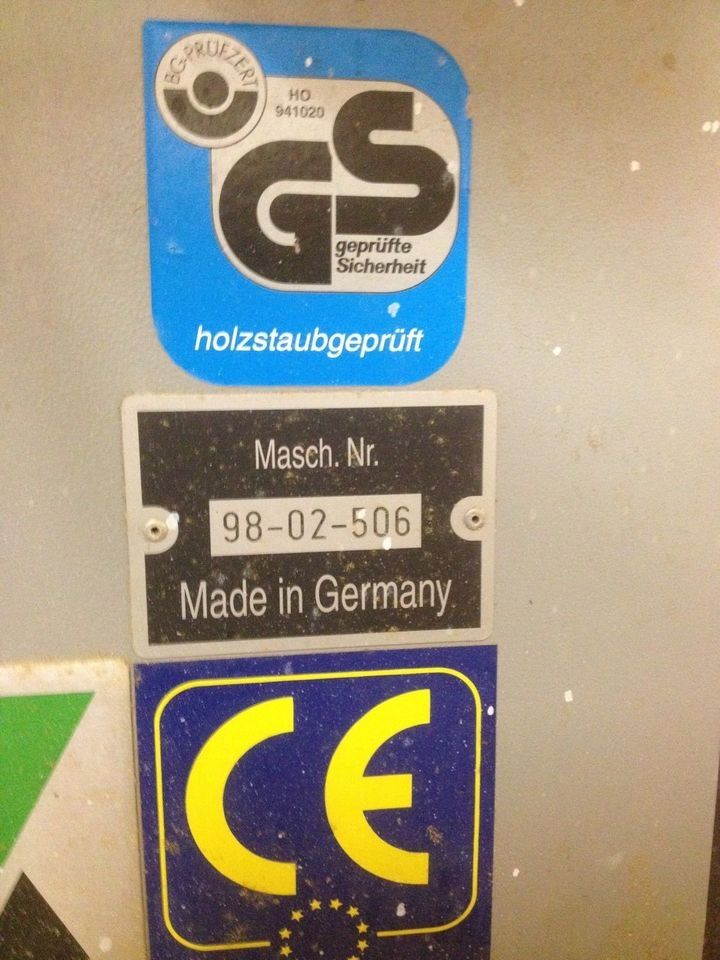 BG-PRÜFZERT
HO
941020
GS
geprüfte
Sicherheit
holzstaubgeprüft
Masch. Nr.
98-02-506
Made in Germany
CE